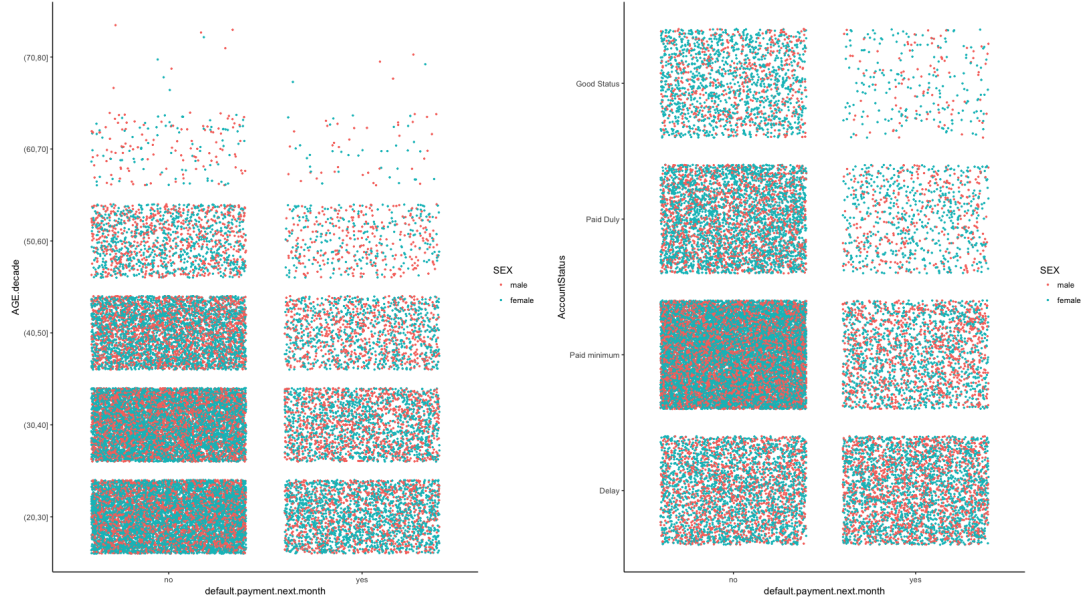 AGE.decade
(70,80]
(60,70]
(50,60]
(40,50]
(30,40]
(20,30]
no
yes
default.payment.next.month
SEX
male
female
AccountStatus
Good Status
Paid Duly
Paid minimum
Delay
no
yes
default.payment.next.month
SEX
male
female